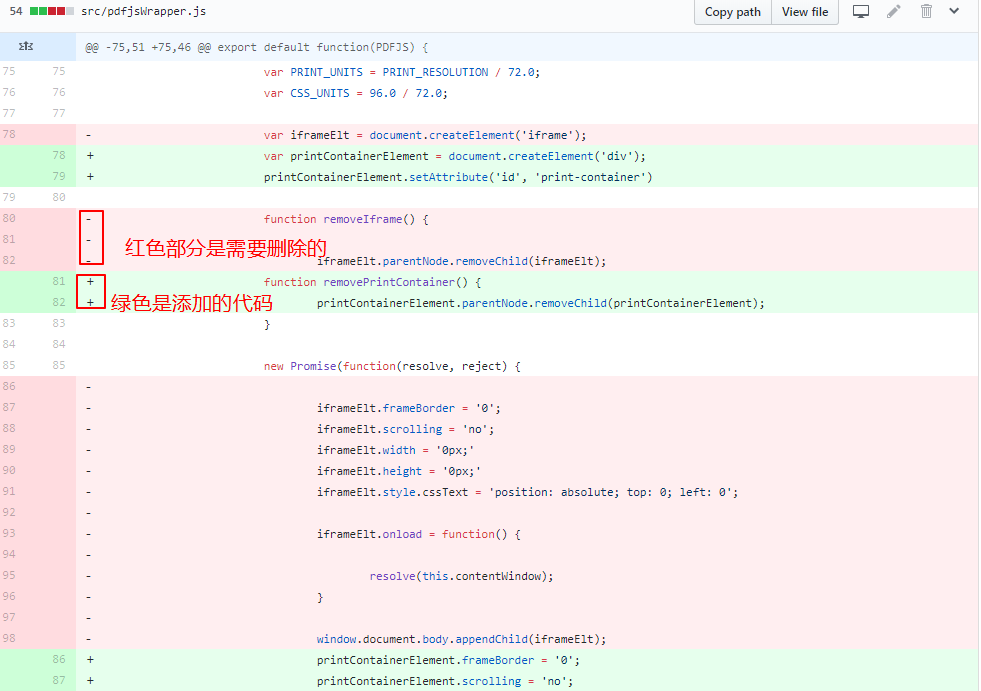 54 src/pdfjsWrapper.js Copy path View file
@@ -75,51 +75,46 @@ export default function(PDFJS) {
75 75 var PRINT_UNITS = PRINT_RESOLUTION / 72.0;
76 76 var CSS_UNITS = 96.0 / 72.0;
77 77
78 - var iframeElt = document.createElement('iframe');
78 + var printContainerElement = document.createElement('div');
79 + printContainerElement.setAttribute('id', 'print-container')
79 80
80 - function removeIframe() {
81 -
红色部分是需要删除的
82 - iframeElt.parentNode.removeChild(iframeElt);
81 + function removePrintContainer() {
82 + printContainerElement.parentNode.removeChild(printContainerElement);
绿色是添加的代码
83 83 }
84 84
85 85 new Promise(function(resolve, reject) {
86 -
87 - iframeElt.frameBorder = '0';
88 - iframeElt.scrolling = 'no';
89 - iframeElt.width = '0px;'
90 - iframeElt.height = '0px;'
91 - iframeElt.style.cssText = 'position: absolute; top: 0; left: 0';
92 -
93 - iframeElt.onload = function() {
94 -
95 - resolve(this.contentWindow);
96 - }
97 -
98 - window.document.body.appendChild(iframeElt);
86 + printContainerElement.frameBorder = '0';
87 + printContainerElement.scrolling = 'no';